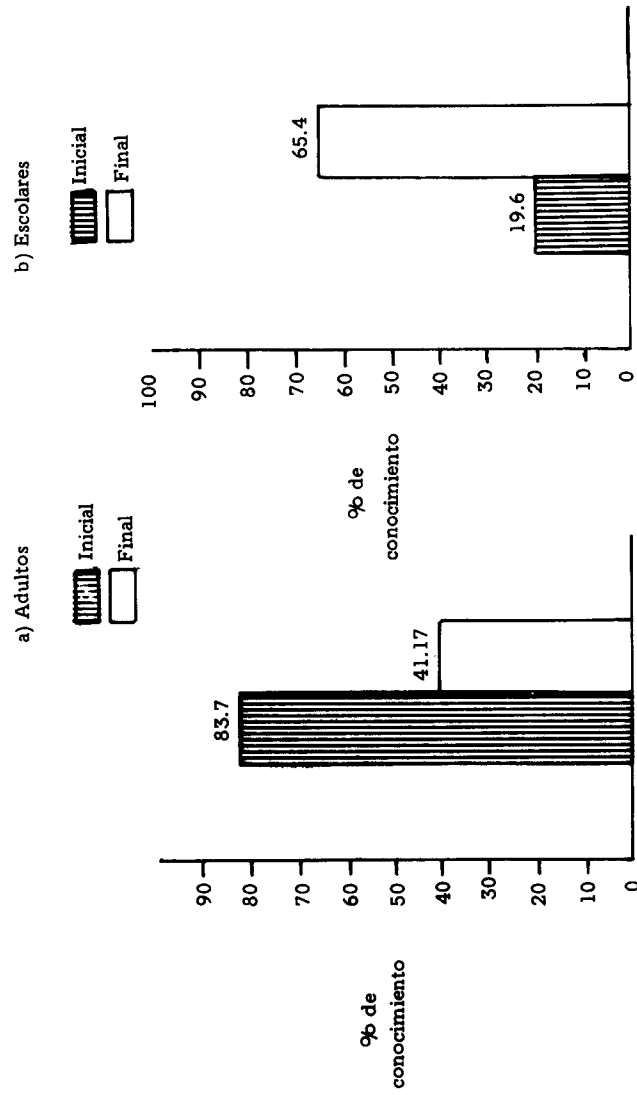 a) Adultos
Inicial
Final
83.7
41.17
90
80
70
60
50
40
30
20
10
0
% de
conocimiento
b) Escolares
Inicial
Final
65.4
19.6
100
90
80
70
60
50
40
30
20
10
0
% de
conocimiento